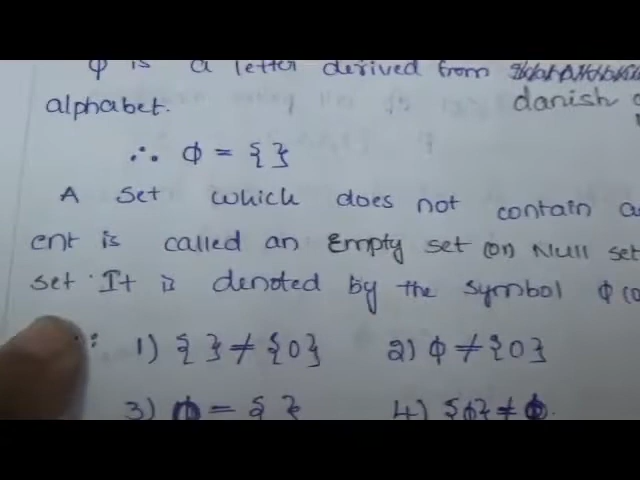 φ is a letter derived from
alphabet. danish
∴ φ = { }
A set which does not contain
ent is called an Empty set (or) Null set
set. It is denoted by the symbol φ (o
1) { } ≠ {0} 2) φ ≠ {0}
3) φ = { } 4) {φ} ≠ φ.